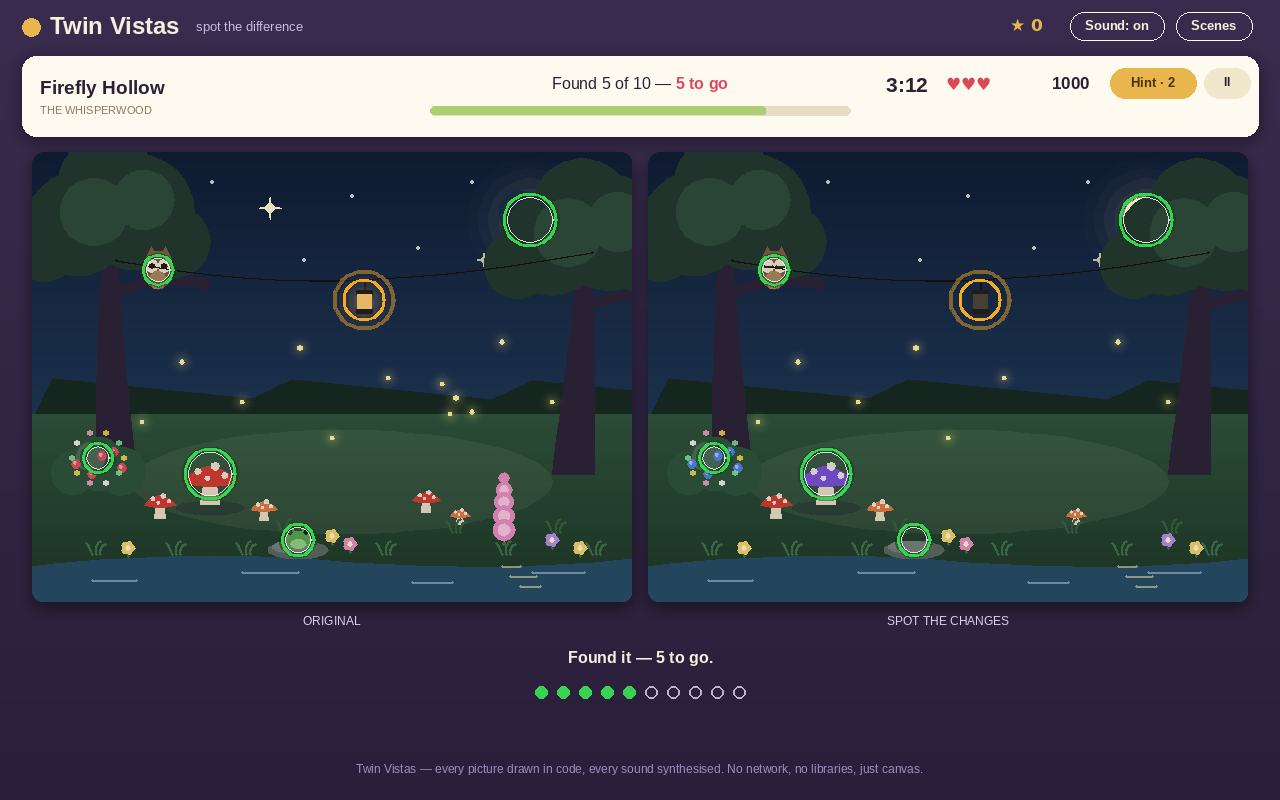 Twin Vistas spot the difference ★ 0 Sound: on Scenes
Firefly Hollow
THE WHISPERWOOD
Found 5 of 10 — 5 to go
3:12 ♥♥♥ 1000 Hint · 2 II
ORIGINAL
SPOT THE CHANGES
Found it — 5 to go.
Twin Vistas — every picture drawn in code, every sound synthesised. No network, no libraries, just canvas.